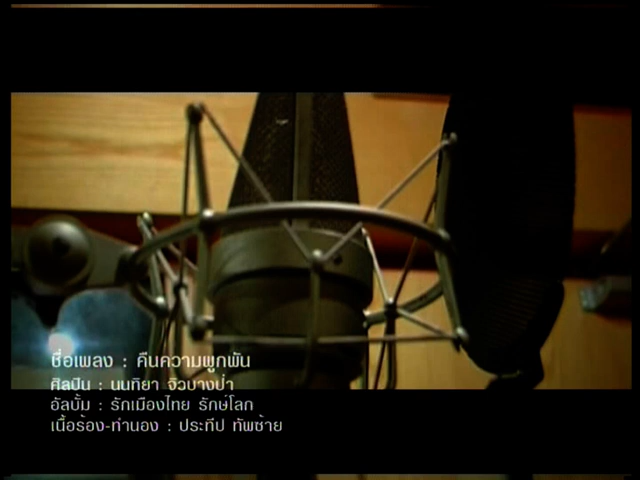 ชื่อเพลง : คืนความผูกพัน
ศิลปิน : นนทิยา จิวบางป่า
อัลบั้ม : รักเมืองไทย รักษ์โลก
เนื้อร้อง-ทำนอง : ประทีป ทัพซ้าย